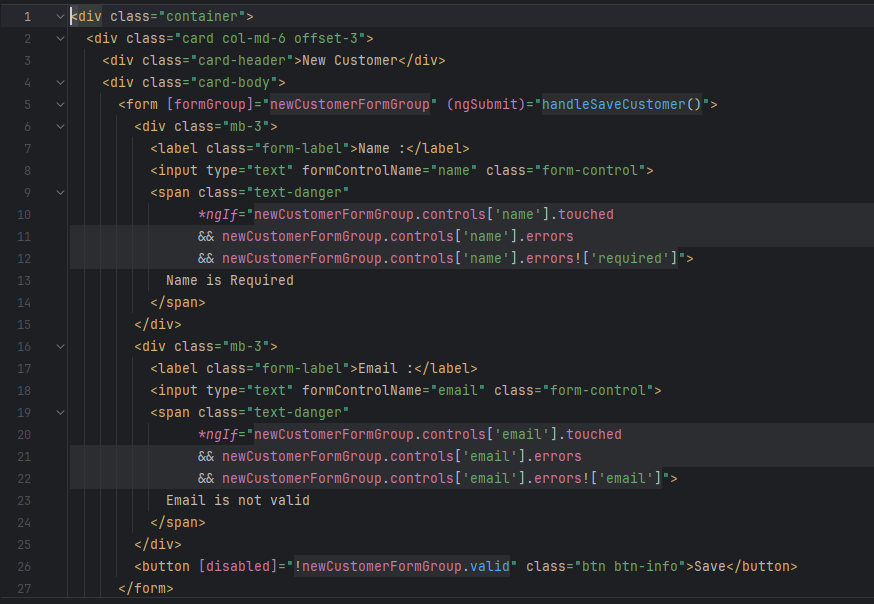 1 <div class="container">
2 <div class="card col-md-6 offset-3">
3 <div class="card-header">New Customer</div>
4 <div class="card-body">
5 <form [formGroup]="newCustomerFormGroup" (ngSubmit)="handleSaveCustomer()">
6 <div class="mb-3">
7 <label class="form-label">Name :</label>
8 <input type="text" formControlName="name" class="form-control">
9 <span class="text-danger"
10 *ngIf="newCustomerFormGroup.controls['name'].touched
11 && newCustomerFormGroup.controls['name'].errors
12 && newCustomerFormGroup.controls['name'].errors!['required']">
13 Name is Required
14 </span>
15 </div>
16 <div class="mb-3">
17 <label class="form-label">Email :</label>
18 <input type="text" formControlName="email" class="form-control">
19 <span class="text-danger"
20 *ngIf="newCustomerFormGroup.controls['email'].touched
21 && newCustomerFormGroup.controls['email'].errors
22 && newCustomerFormGroup.controls['email'].errors!['email']">
23 Email is not valid
24 </span>
25 </div>
26 <button [disabled]="!newCustomerFormGroup.valid" class="btn btn-info">Save</button>
27 </form>